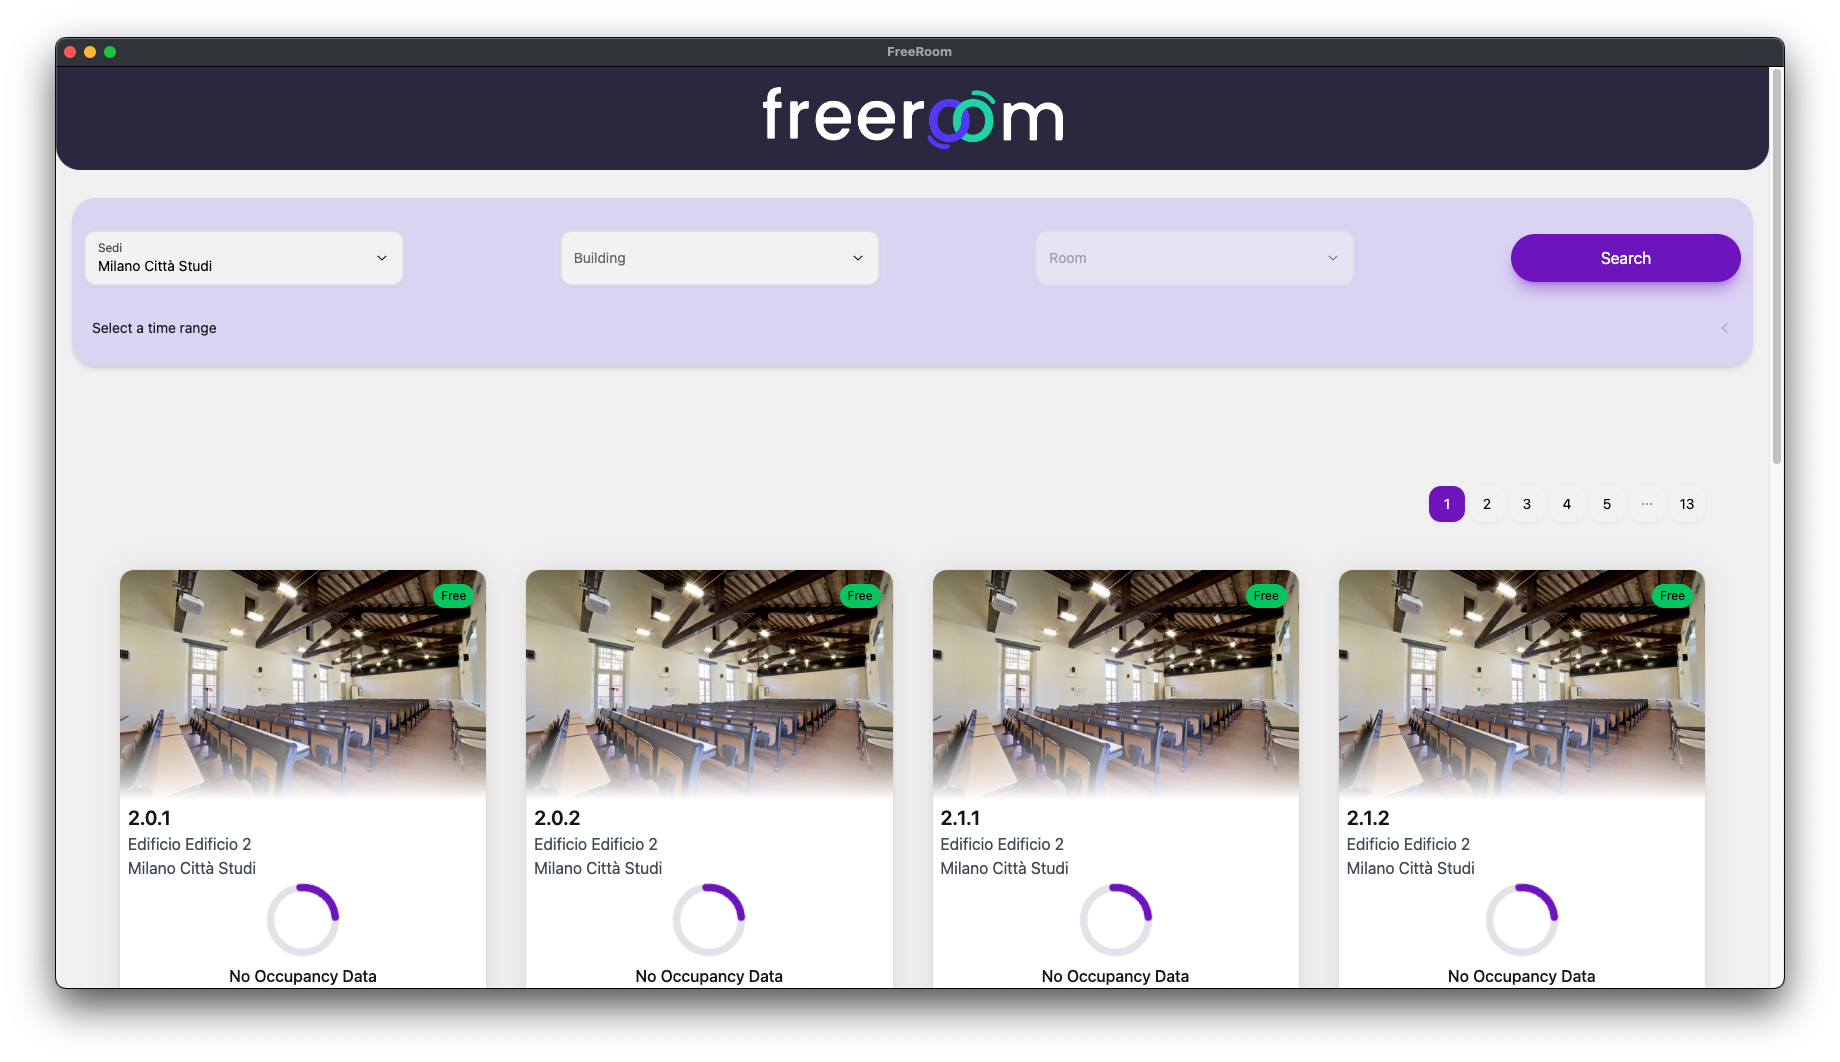 FreeRoom
freeroom
Sedi
Milano Città Studi
Building
Room
Search
Select a time range
1 2 3 4 5 ··· 13
Free
Free
Free
Free
2.0.1
Edificio Edificio 2
Milano Città Studi
No Occupancy Data
2.0.2
Edificio Edificio 2
Milano Città Studi
No Occupancy Data
2.1.1
Edificio Edificio 2
Milano Città Studi
No Occupancy Data
2.1.2
Edificio Edificio 2
Milano Città Studi
No Occupancy Data